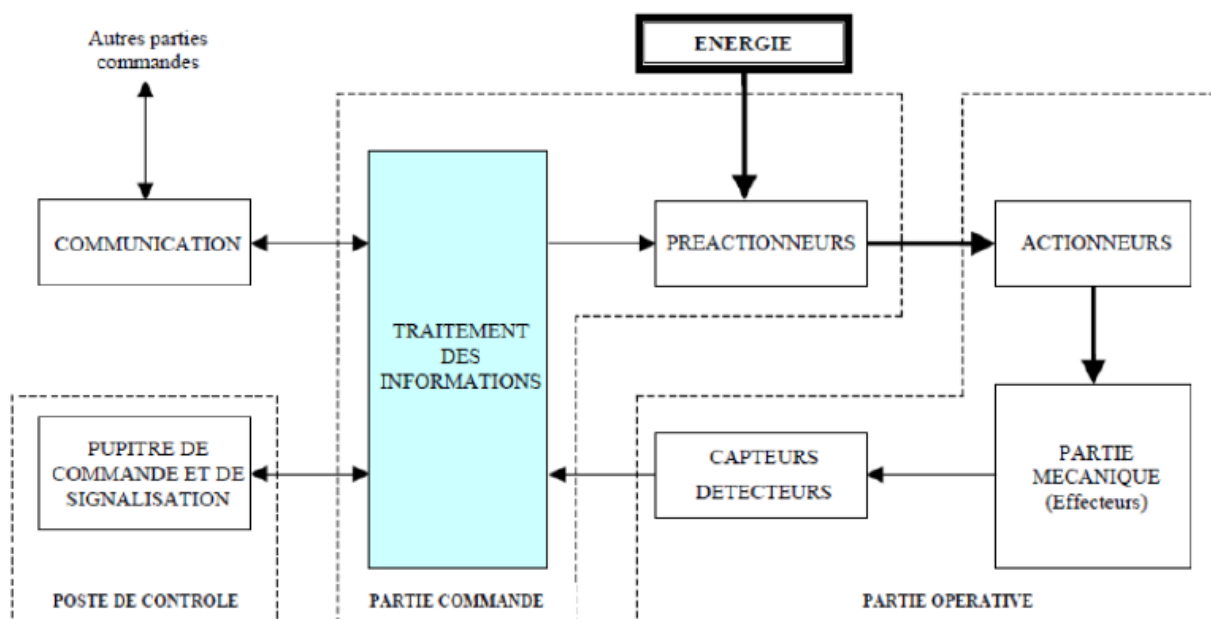 Autres parties
commandes
ENERGIE
COMMUNICATION
PREACTIONNEURS
ACTIONNEURS
TRAITEMENT
DES
INFORMATIONS
PUPITRE DE
COMMANDE ET DE
SIGNALISATION
CAPTEURS
DETECTEURS
PARTIE
MECANIQUE
(Effecteurs)
POSTE DE CONTROLE
PARTIE COMMANDE
PARTIE OPERATIVE